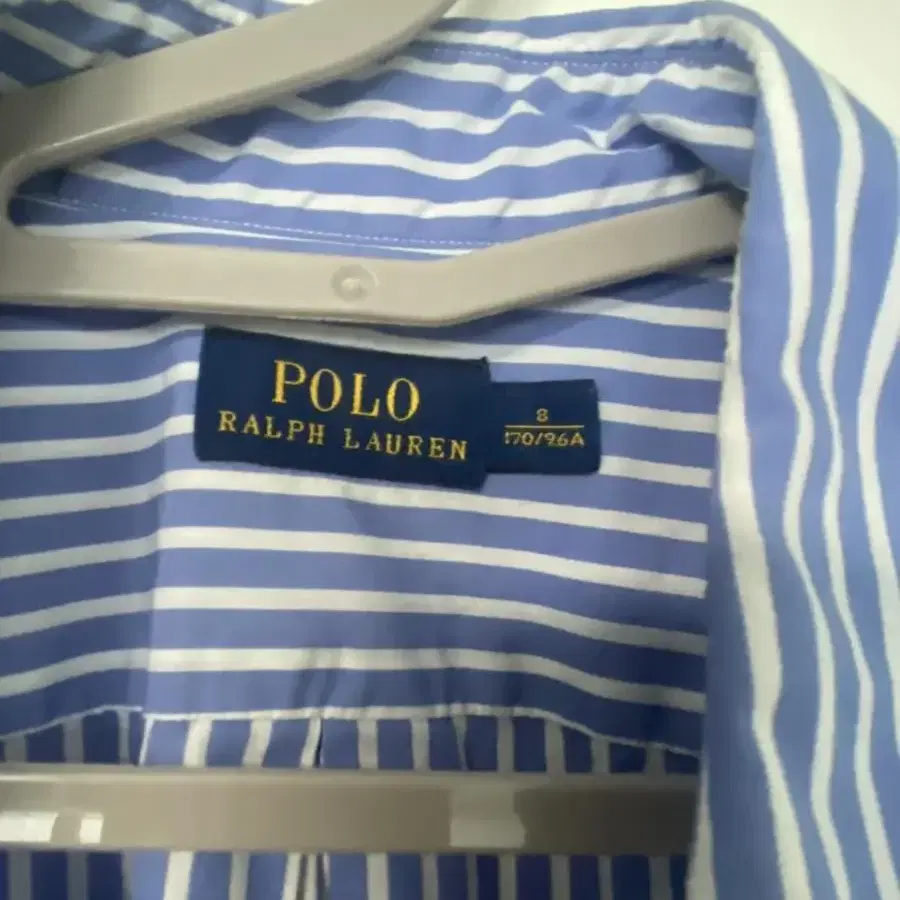 POLO
RALPH LAUREN
8
170/96A